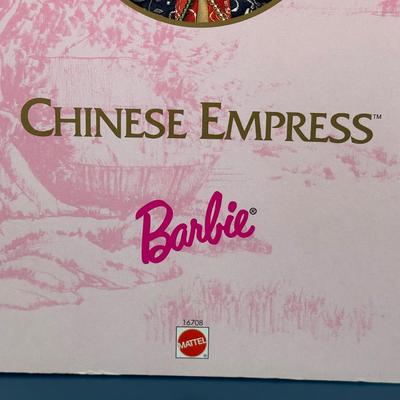 CHINESE EMPRESS™
Barbie®
16708
MATTEL®